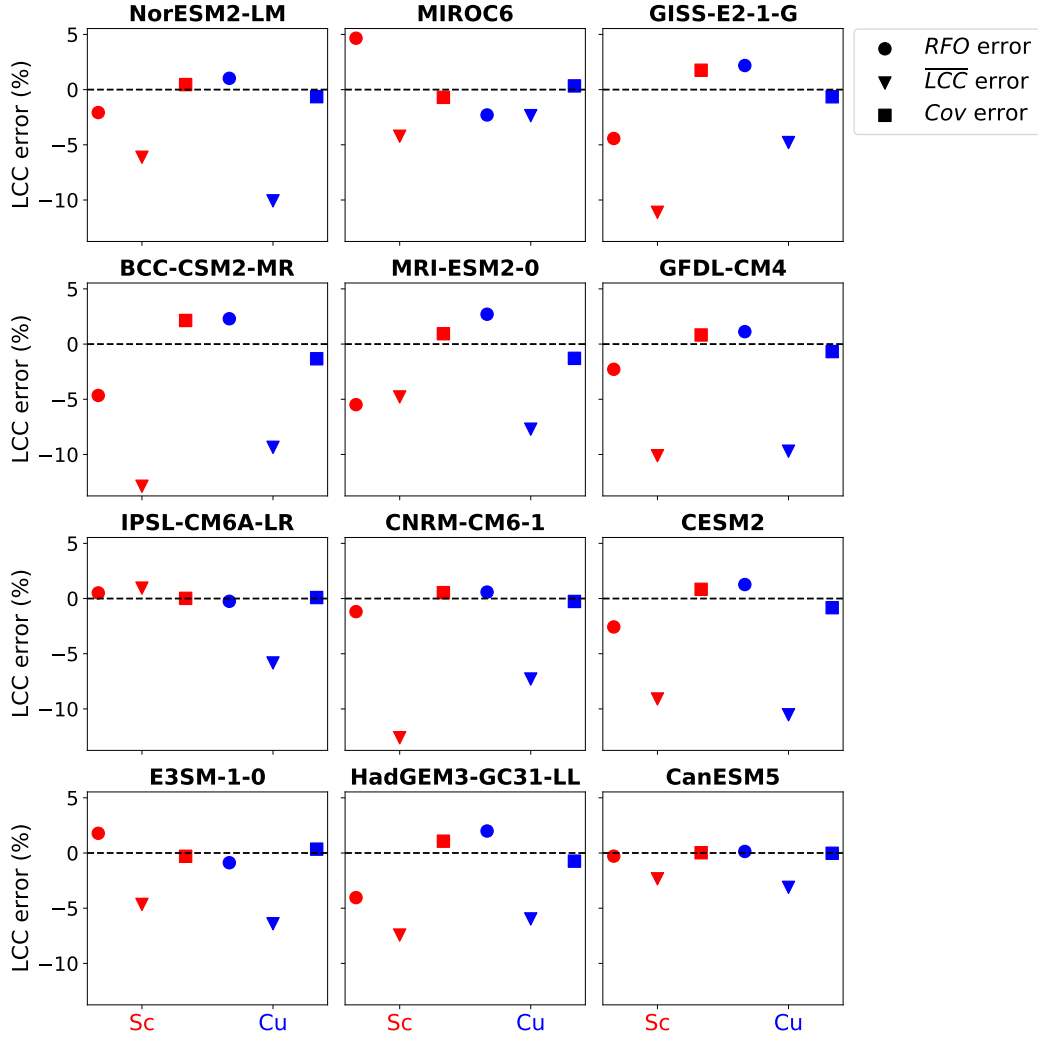 NorESM2-LM
MIROC6
GISS-E2-1-G
5
0
−5
−10
LCC error (%)
RFO error
LCC error
Cov error
BCC-CSM2-MR
MRI-ESM2-0
GFDL-CM4
5
0
−5
−10
LCC error (%)
IPSL-CM6A-LR
CNRM-CM6-1
CESM2
5
0
−5
−10
LCC error (%)
E3SM-1-0
HadGEM3-GC31-LL
CanESM5
5
0
−5
−10
LCC error (%)
Sc
Cu
Sc
Cu
Sc
Cu